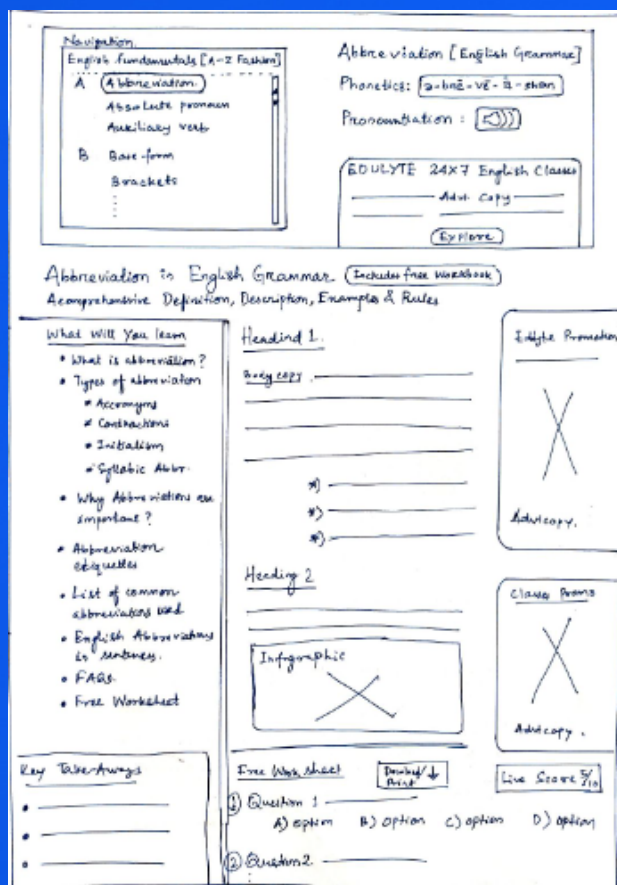 Navigation
English Fundamentals [A-Z Fashion]
A Abbreviation
Absolute pronoun
Auxiliary verb
B Base-form
Brackets
Abbreviation [English Grammar]
Phonetics:
Pronountiation :
EDULYTE 24X7 English Classes
Advt. Copy
Explore
Abbreviation in English Grammar (Includes free Workbook)
A comprehensive Definition, Description, Examples & Rules
What Will You learn
• What is abbreviation?
• Types of abbreviation
* Accronyms
* Contractions
* Initialism
* Syllabic Abbr.
• Why Abbreviations are
important?
• Abbreviation
etiquettes
• List of common
abbreviations used
• English Abbreviations
in sentences.
• FAQs.
• Free Worksheet
Key Take-Aways
Headind 1.
Body copy
*)
*)
*)
Heading 2
Infographic
Edulyte Promotion
Advt copy.
Classes Promo
Advt copy.
Free Work sheet
Download/
Print
Live Score 5/10
1) Question 1
A) option B) option C) option D) option
2) Question 2